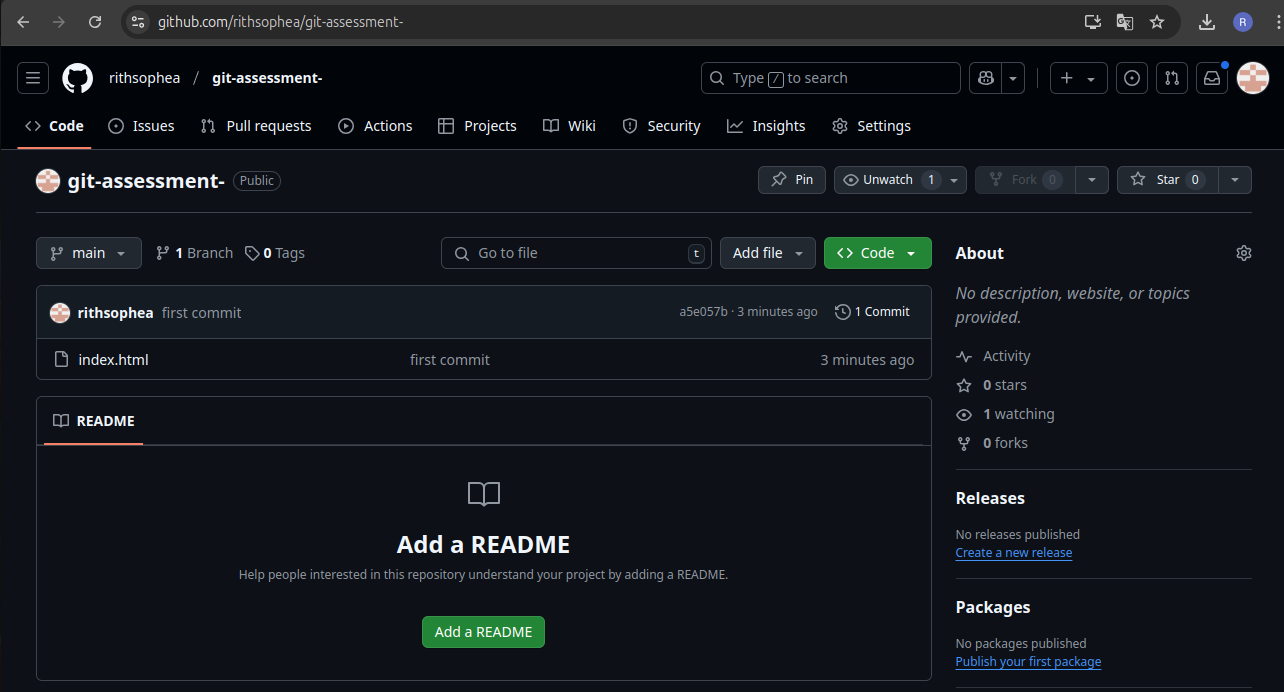 github.com/rithsophea/git-assessment-
R
rithsophea / git-assessment-
Type / to search
Code Issues Pull requests Actions Projects Wiki Security Insights Settings
git-assessment- Public
Pin Unwatch 1 Fork 0 Star 0
main 1 Branch 0 Tags Go to file t Add file Code
rithsophea first commit a5e057b · 3 minutes ago 1 Commit
index.html first commit 3 minutes ago
README
Add a README
Help people interested in this repository understand your project by adding a README.
Add a README
About
No description, website, or topics
provided.
Activity
0 stars
1 watching
0 forks
Releases
No releases published
Create a new release
Packages
No packages published
Publish your first package